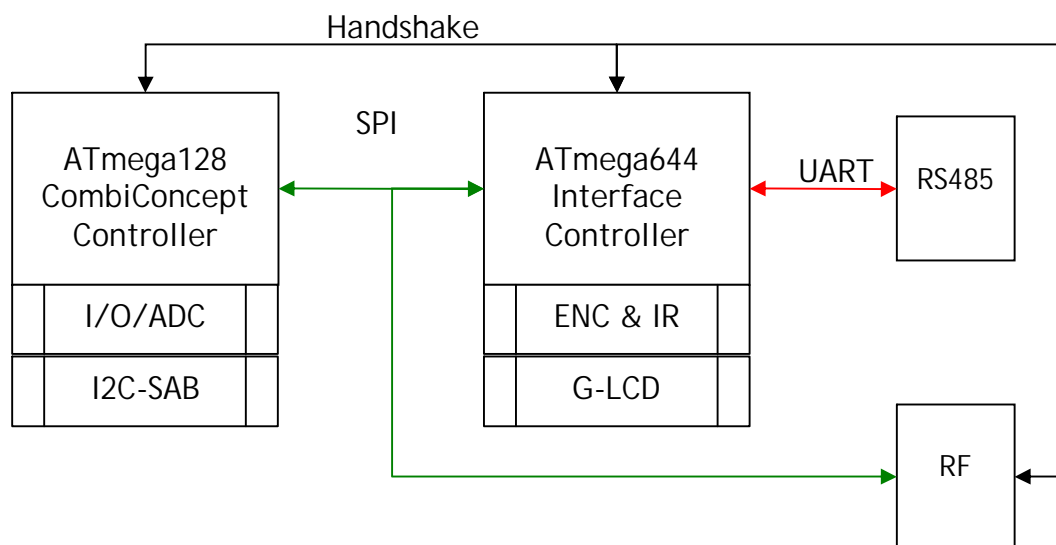 Handshake
SPI
ATmega128
CombiConcept
Controller
ATmega644
Interface
Controller
UART
RS485
I/O/ADC
ENC & IR
I2C-SAB
G-LCD
RF